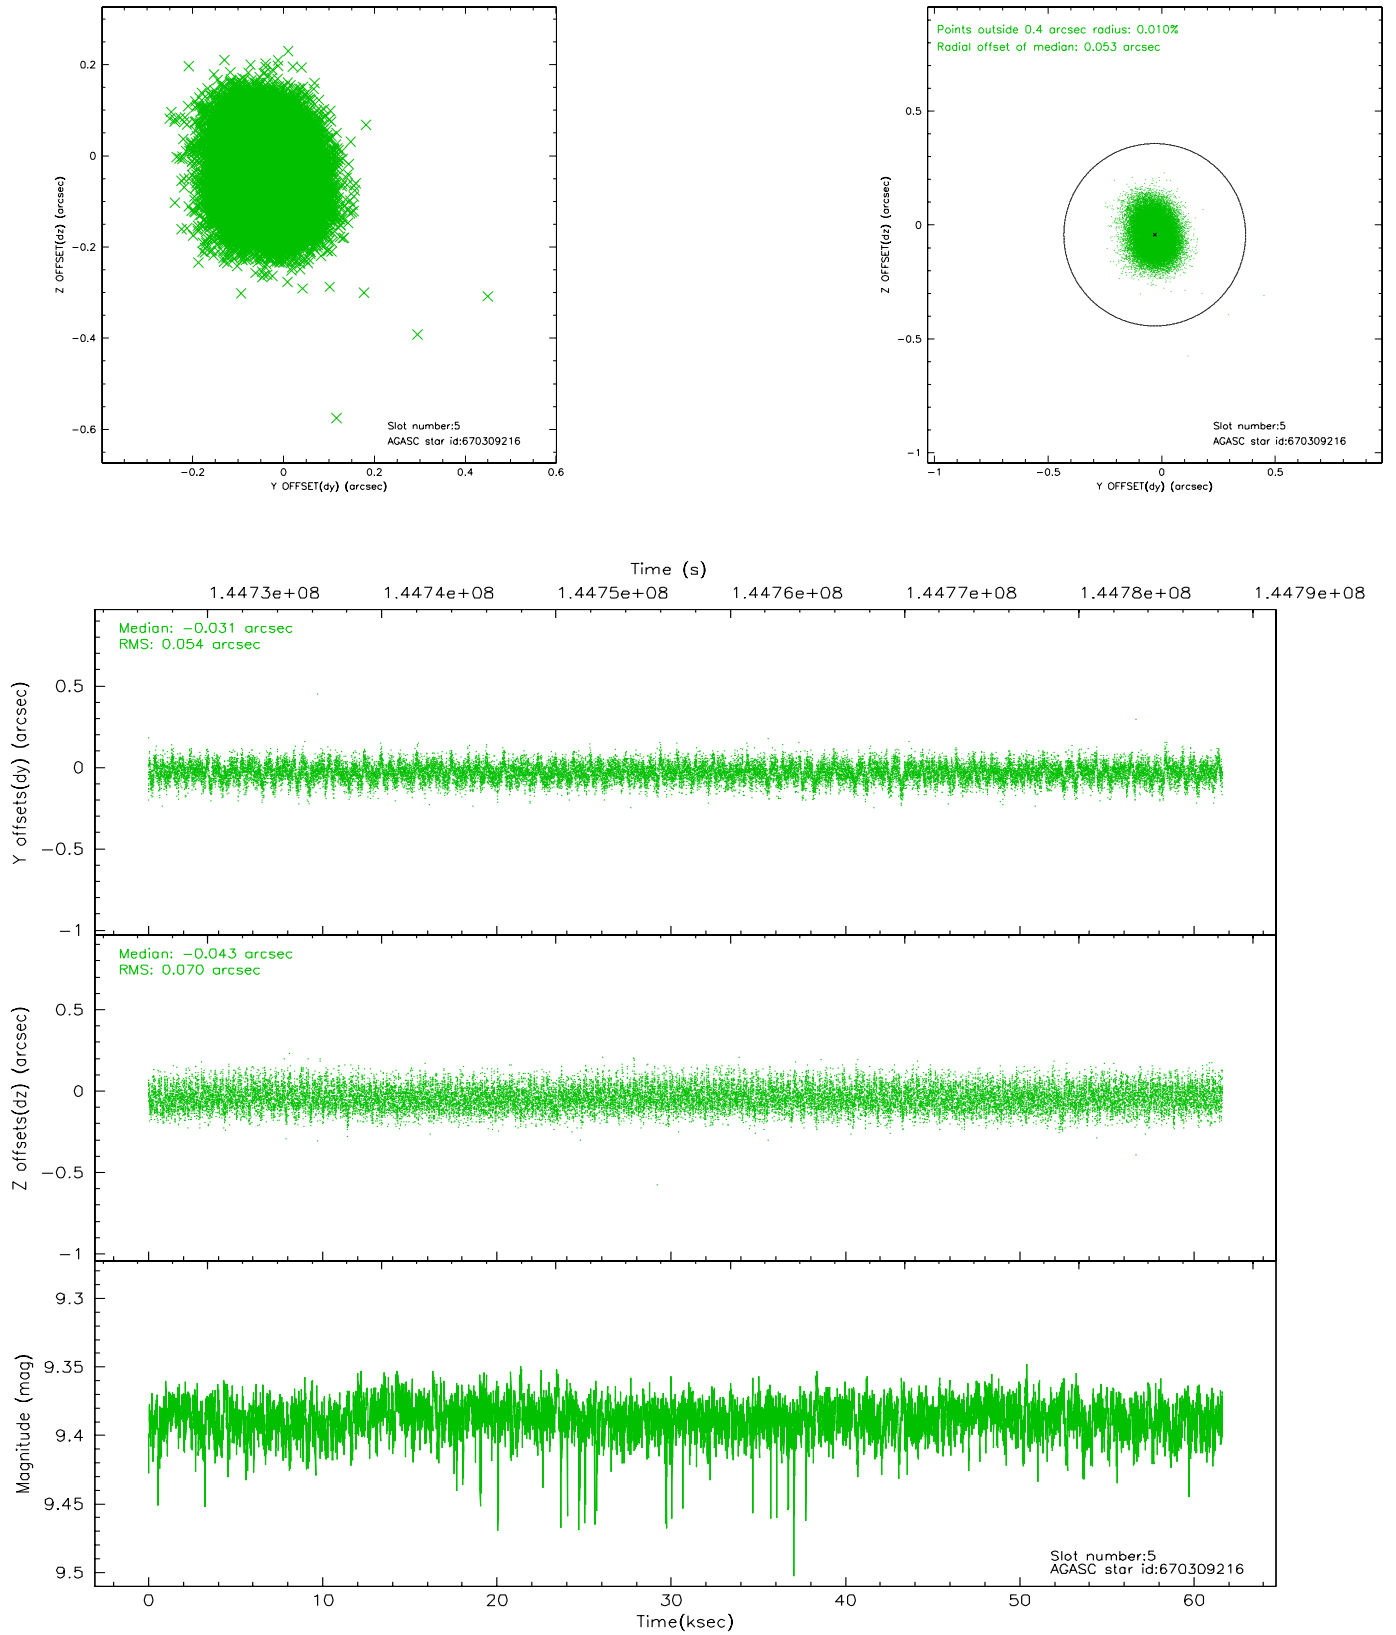 0.2
0
−0.2
−0.4
−0.6
−0.2
0
0.2
0.4
0.6
Z OFFSET(dz) (arcsec)
Y OFFSET(dy) (arcsec)
Slot number:5
AGASC star id:670309216
Points outside 0.4 arcsec radius: 0.010%
Radial offset of median: 0.053 arcsec
0.5
0
−0.5
−1
−1
−0.5
0
0.5
Z OFFSET(dz) (arcsec)
Y OFFSET(dy) (arcsec)
Slot number:5
AGASC star id:670309216
Time (s)
1.4473e+08 1.4474e+08 1.4475e+08 1.4476e+08 1.4477e+08 1.4478e+08 1.4479e+08
Median: −0.031 arcsec
RMS: 0.054 arcsec
0.5
0
−0.5
−1
Y offsets(dy) (arcsec)
Median: −0.043 arcsec
RMS: 0.070 arcsec
0.5
0
−0.5
−1
Z offsets(dz) (arcsec)
9.3
9.35
9.4
9.45
9.5
Magnitude (mag)
Slot number:5
AGASC star id:670309216
0 10 20 30 40 50 60
Time(ksec)